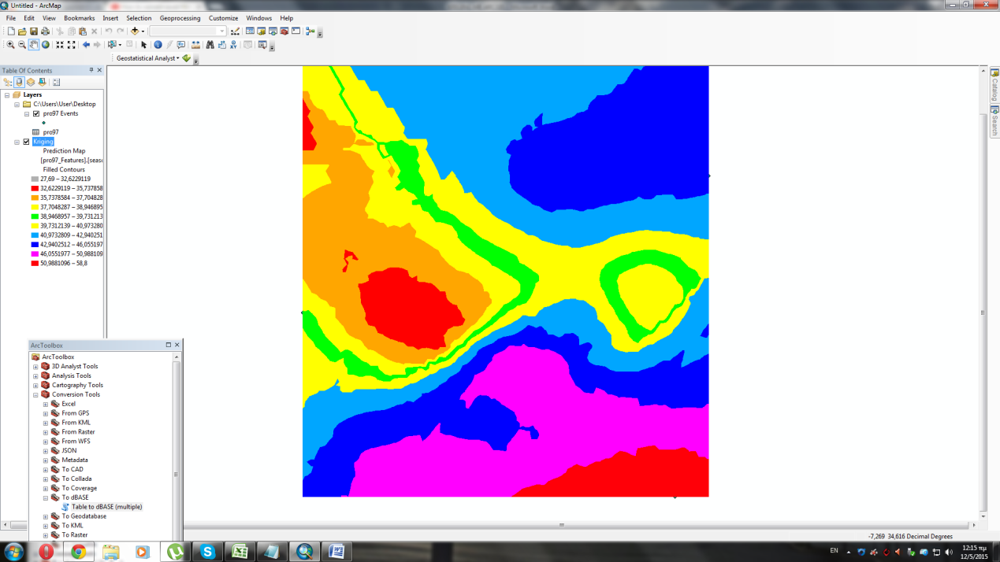 Untitled - ArcMap
File Edit View Bookmarks Insert Selection Geoprocessing Customize Windows Help
Geostatistical Analyst
Table Of Contents
Layers
C:\Users\User\Desktop
pro97 Events
pro97
Kriging
Prediction Map
[pro97_Features].[seas
Filled Contours
27,69 – 32,6229119
32,6229119 – 35,737858
35,7378584 – 37,704828
37,7048287 – 38,946895
38,9468957 – 39,731213
39,7312139 – 40,973280
40,9732809 – 42,940251
42,9402512 – 46,055197
46,0551977 – 50,988109
50,9881096 – 58,8
Catalog
Search
ArcToolbox
ArcToolbox
3D Analyst Tools
Analysis Tools
Cartography Tools
Conversion Tools
Excel
From GPS
From KML
From Raster
From WFS
JSON
Metadata
To CAD
To Collada
To Coverage
To dBASE
Table to dBASE (multiple)
To Geodatabase
To KML
To Raster
-7,269 34,616 Decimal Degrees
EN
12:15 πμ
12/5/2015